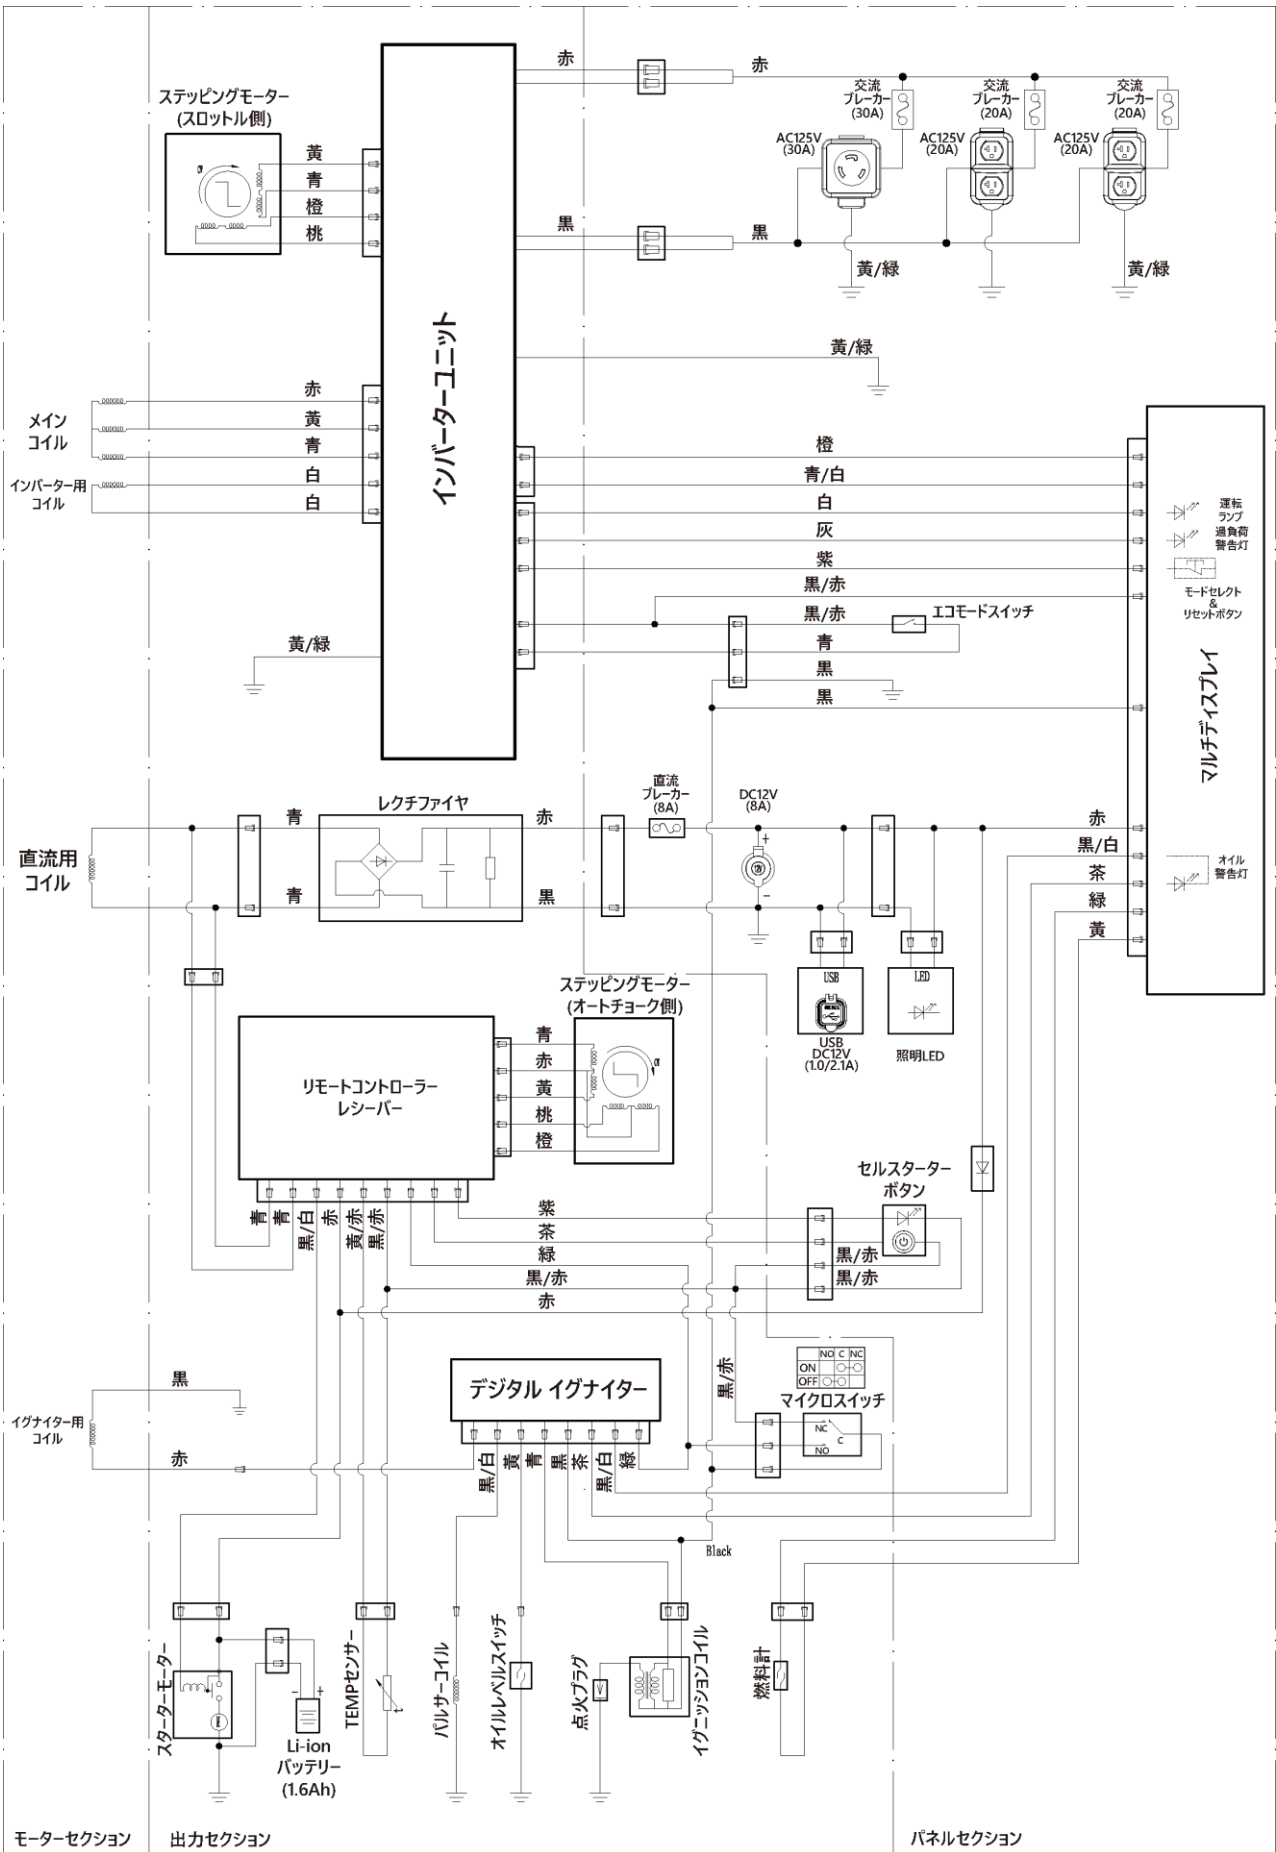 赤
赤
ステッピングモーター
(スロットル側)
交流
ブレーカー
(30A)
交流
ブレーカー
(20A)
交流
ブレーカー
(20A)
AC125V
(30A)
AC125V
(20A)
AC125V
(20A)
黄
青
橙
桃
黒
黒
黄/緑
黄/緑
インバーターユニット
黄/緑
メイン
コイル
赤
黄
青
インバーター用
コイル
白
白
橙
青/白
白
灰
紫
黒/赤
黒/赤
青
黒
黒
エコモードスイッチ
運転
ランプ
過負荷
警告灯
モードセレクト
&
リセットボタン
マルチディスプレイ
黄/緑
直流用
コイル
青
青
レクチファイヤ
赤
黒
直流
ブレーカー
(8A)
DC12V
(8A)
+
-
赤
黒/白
茶
緑
黄
オイル
警告灯
USB
USB
DC12V
(1.0/2.1A)
LED
照明LED
ステッピングモーター
(オートチョーク側)
青
赤
黄
桃
橙
リモートコントローラー
レシーバー
青
青
黒/白
赤
黄/赤
黒/赤
紫
茶
緑
黒/赤
赤
セルスターター
ボタン
黒/赤
黒/赤
黒/赤
NO C NC
ON
OFF
マイクロスイッチ
NC
C
NO
イグナイター用
コイル
黒
赤
デジタル イグナイター
黒/白
黄
青
黒
茶
黒/白
緑
Black
スターターモーター
-
+
Li-ion
バッテリー
(1.6Ah)
TEMPセンサー
t
パルサーコイル
オイルレベルスイッチ
点火プラグ
イグニッションコイル
燃料計
モーターセクション
出力セクション
パネルセクション